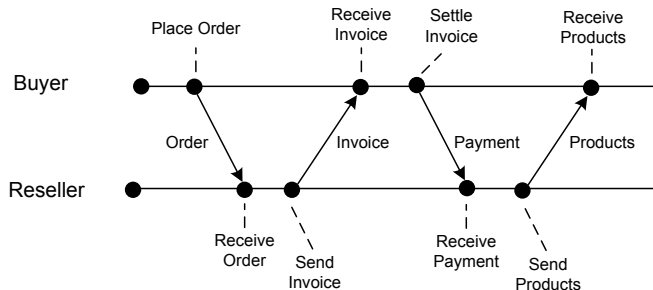 Place Order
Receive
Invoice
Settle
Invoice
Receive
Products
Buyer
Order
Invoice
Payment
Products
Reseller
Receive
Order
Send
Invoice
Receive
Payment
Send
Products